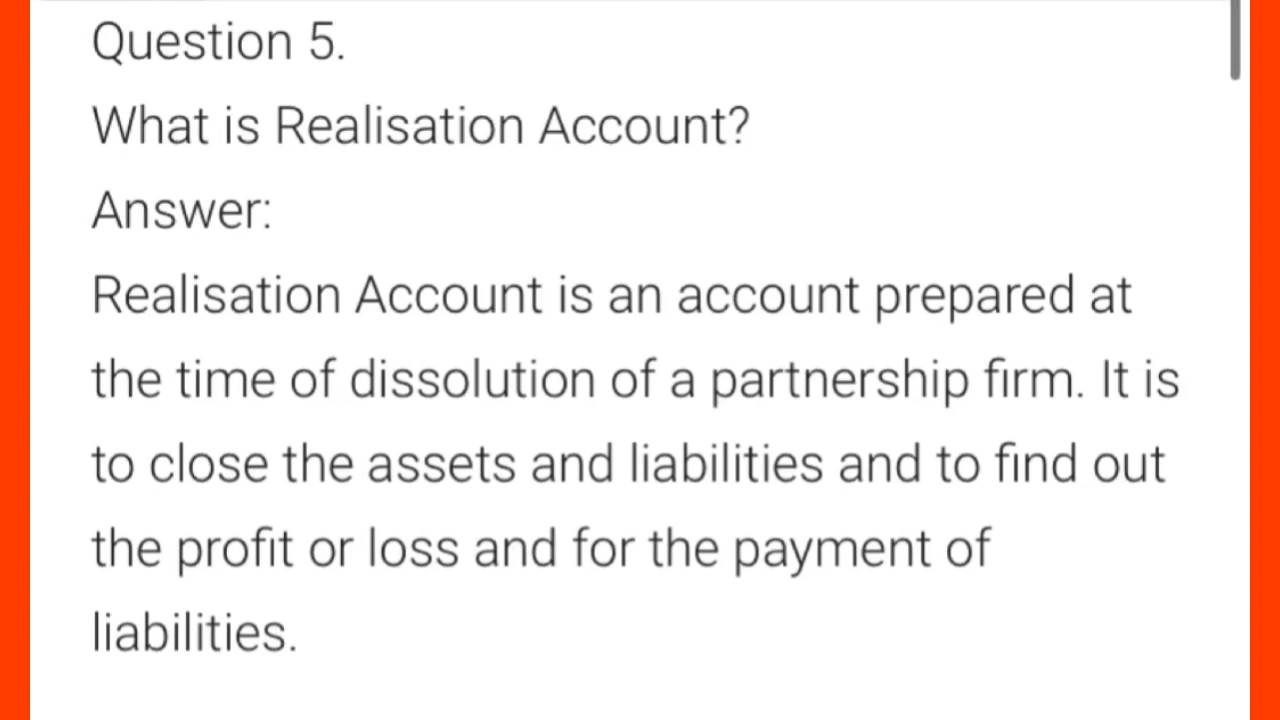 Question 5.
What is Realisation Account?
Answer:
Realisation Account is an account prepared at
the time of dissolution of a partnership firm. It is
to close the assets and liabilities and to find out
the profit or loss and for the payment of
liabilities.